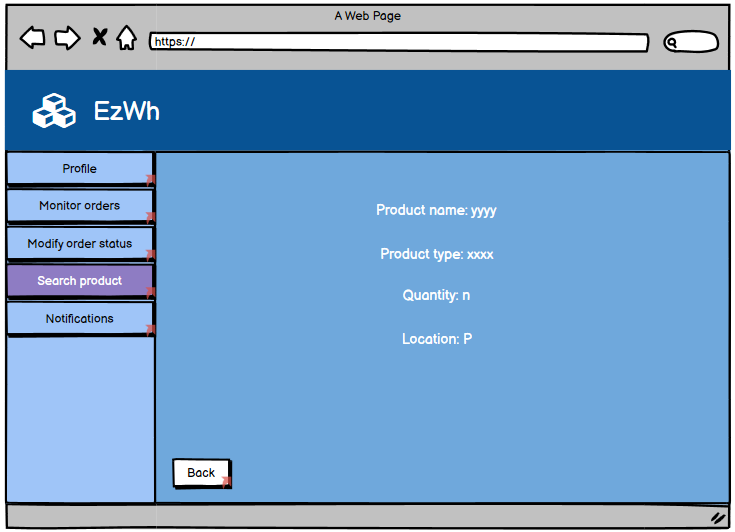 A Web Page
https://
EzWh
Profile
Monitor orders
Modify order status
Search product
Notifications
Product name: yyyy
Product type: xxxx
Quantity: n
Location: P
Back